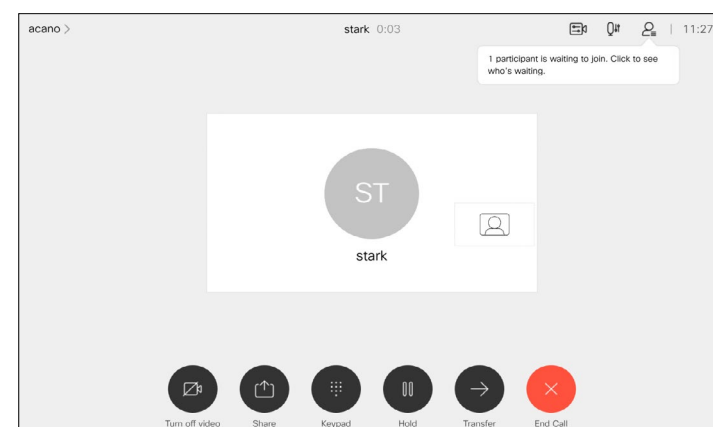 acano >
stark 0:03
11:27
1 participant is waiting to join. Click to see
who's waiting.
ST
stark
Turn off video
Share
Keypad
Hold
Transfer
End Call